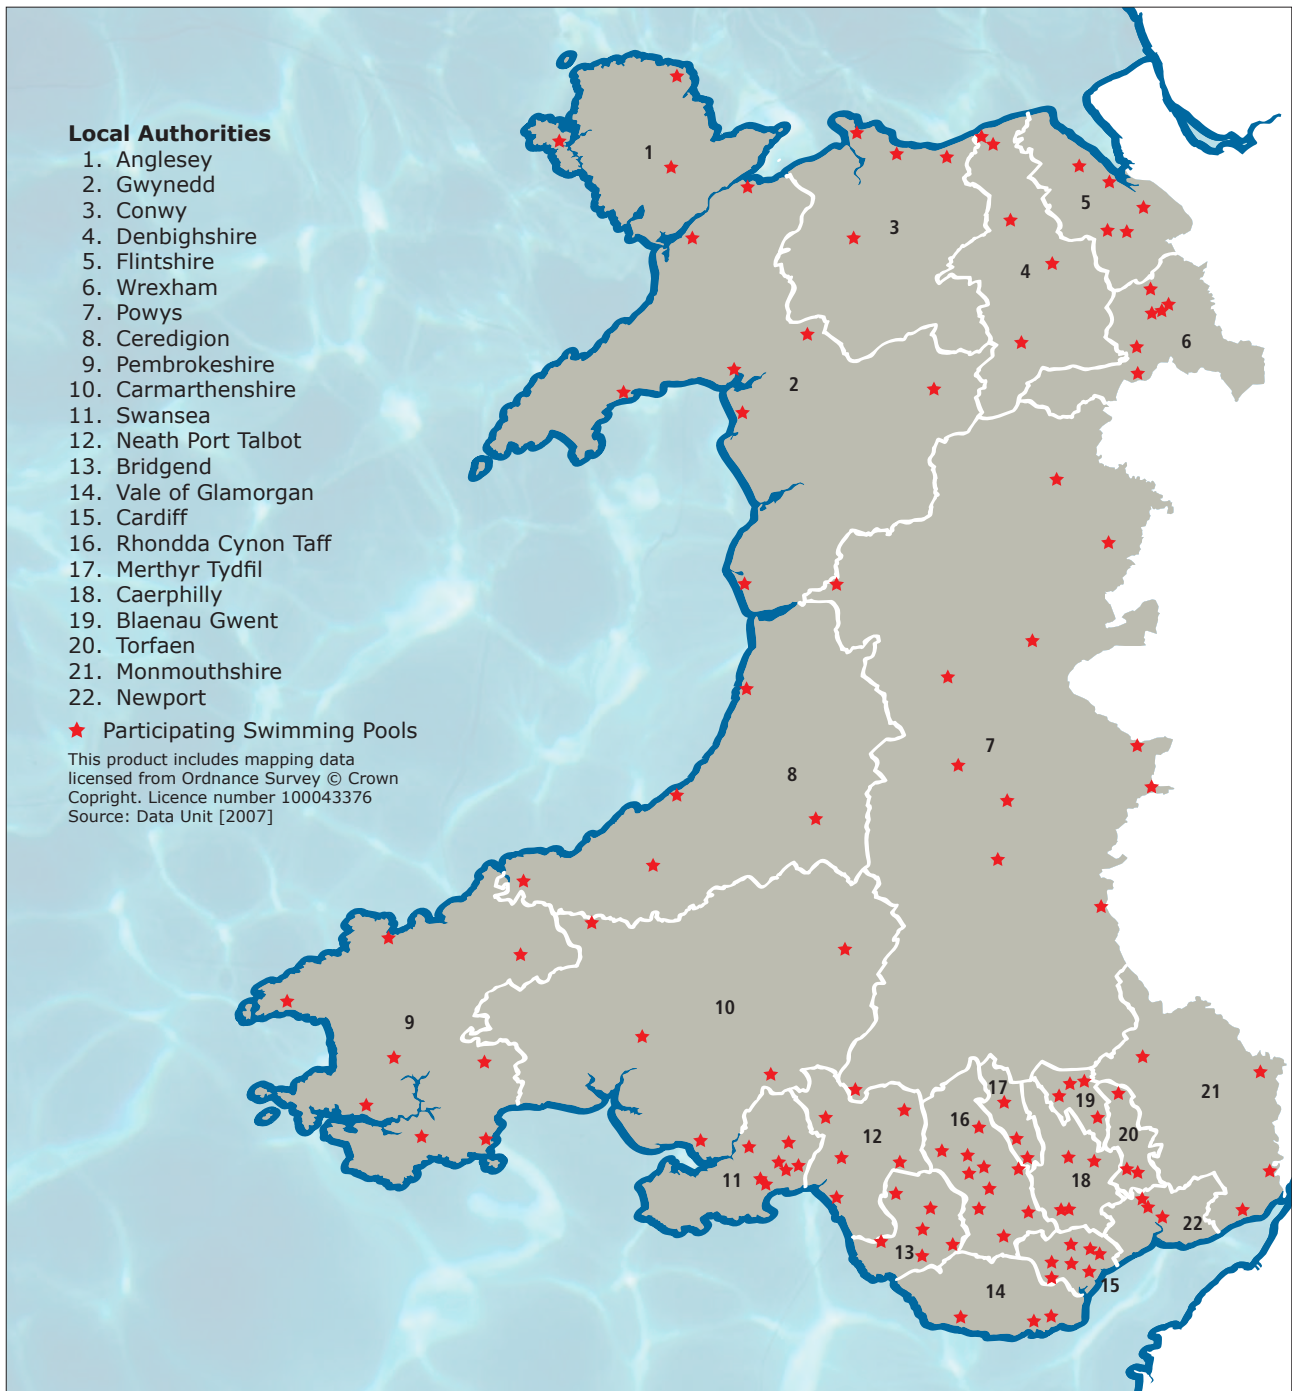 Local Authorities
1. Anglesey
2. Gwynedd
3. Conwy
4. Denbighshire
5. Flintshire
6. Wrexham
7. Powys
8. Ceredigion
9. Pembrokeshire
10. Carmarthenshire
11. Swansea
12. Neath Port Talbot
13. Bridgend
14. Vale of Glamorgan
15. Cardiff
16. Rhondda Cynon Taff
17. Merthyr Tydfil
18. Caerphilly
19. Blaenau Gwent
20. Torfaen
21. Monmouthshire
22. Newport
Participating Swimming Pools
This product includes mapping data
licensed from Ordnance Survey © Crown
Copright. Licence number 100043376
Source: Data Unit [2007]
1
5
3
4
6
2
7
8
10
9
17
19
21
16
12
20
11
18
22
13
15
14